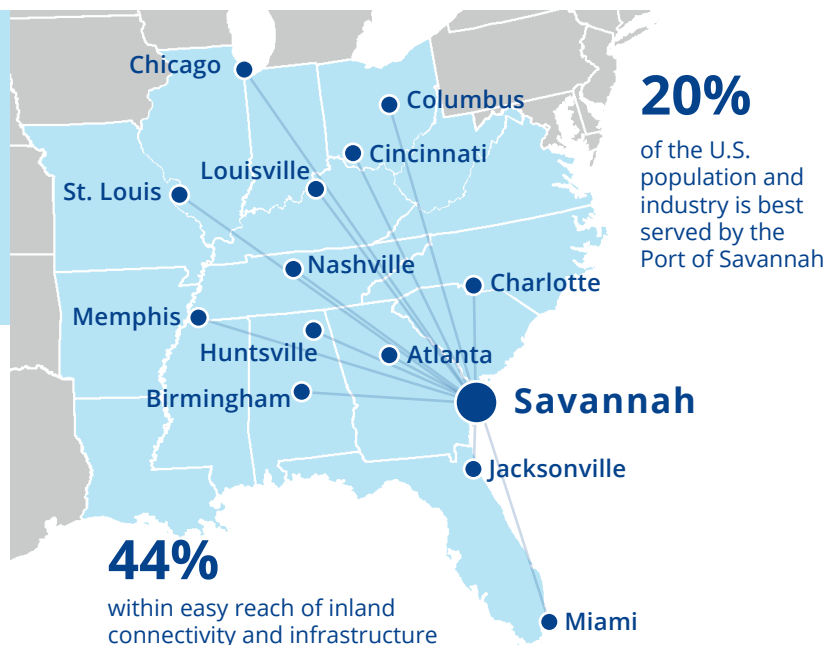 Chicago
Columbus
20%
of the U.S.
population and
industry is best
served by the
Port of Savannah
Cincinnati
Louisville
St. Louis
Nashville
Charlotte
Memphis
Huntsville
Atlanta
Birmingham
Savannah
Jacksonville
44%
within easy reach of inland
connectivity and infrastructure
Miami